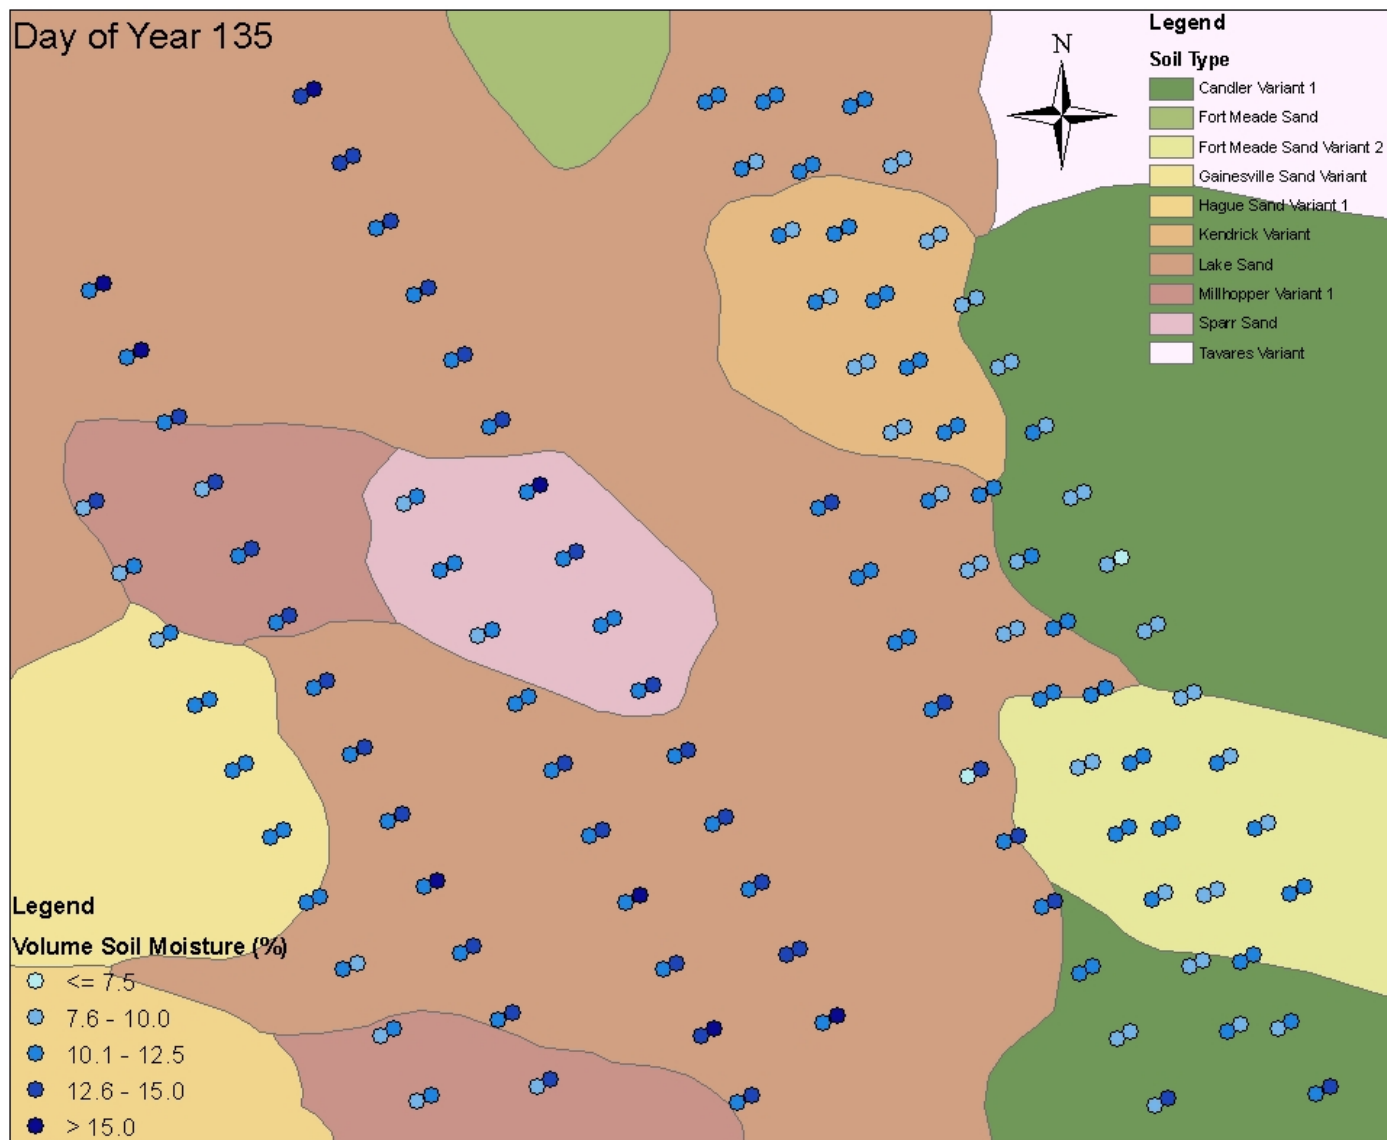 Day of Year 135
N
Legend
Soil Type
Candler Variant 1
Fort Meade Sand
Fort Meade Sand Variant 2
Gainesville Sand Variant
Hague Sand Variant 1
Kendrick Variant
Lake Sand
Millhopper Variant 1
Sparr Sand
Tavares Variant
Legend
Volume Soil Moisture (%)
<= 7.5
7.6 - 10.0
10.1 - 12.5
12.6 - 15.0
> 15.0